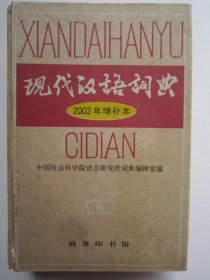 XIANDAIHANYU
现代汉语词典
2002年增补本
CIDIAN
中国社会科学院语言研究所词典编辑室编
商务印书馆